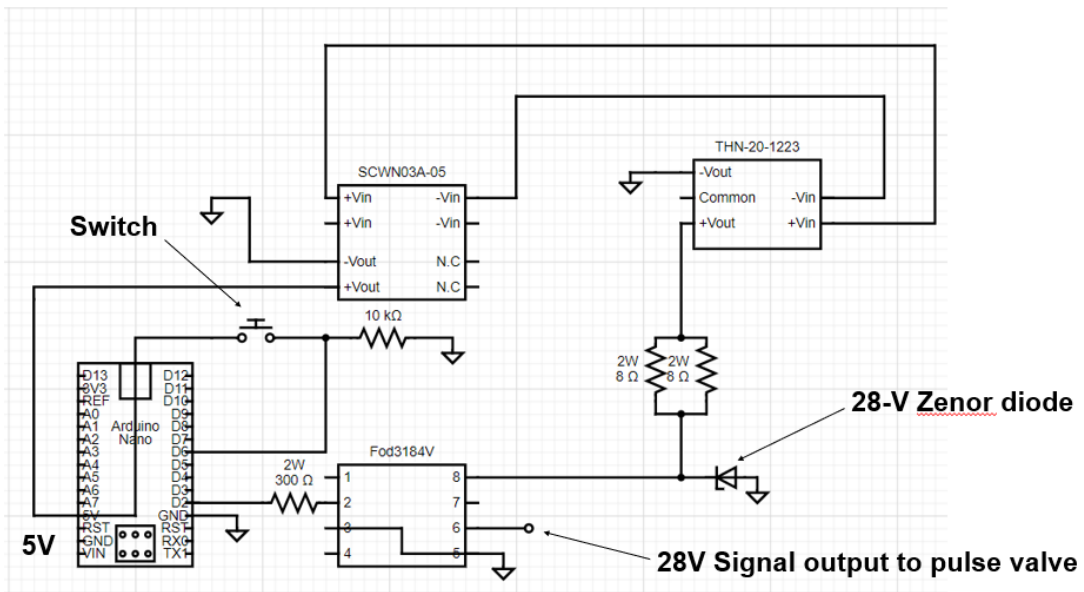 THN-20-1223
-Vout
Common
-Vin
+Vout
+Vin
SCWN03A-05
+Vin
-Vin
+Vin
-Vin
-Vout
N.C
+Vout
N.C
Switch
10 kΩ
2W
8 Ω
2W
8 Ω
28-V Zenor diode
D13
D12
3V3
D11
REF
D10
A0
D9
A1
Arduino
D8
A2
Nano
D7
A3
D6
A4
D5
A5
D4
A6
D3
A7
D2
5V
GND
RST
RST
GND
RX0
VIN
TX1
5V
2W
300 Ω
Fod3184V
1
8
2
7
3
6
4
5
28V Signal output to pulse valve